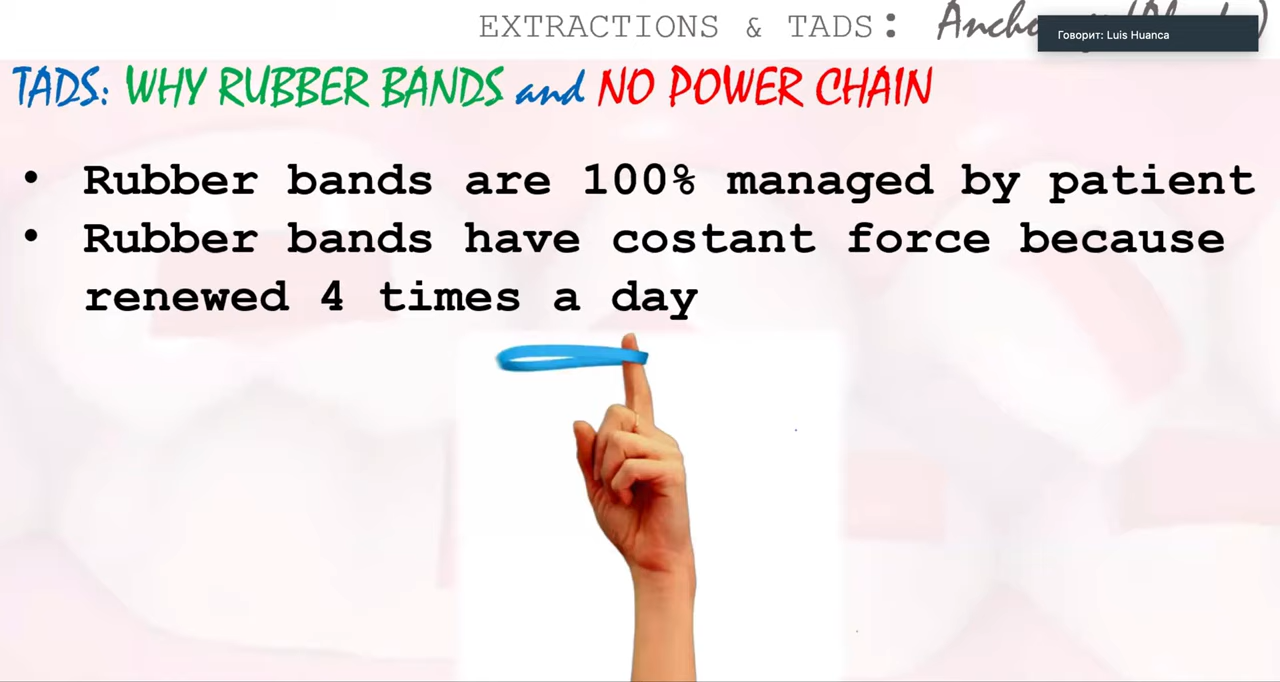 EXTRACTIONS & TADS:
Говорит: Luis Huanca
TADS: WHY RUBBER BANDS and NO POWER CHAIN
• Rubber bands are 100% managed by patient
• Rubber bands have costant force because
renewed 4 times a day